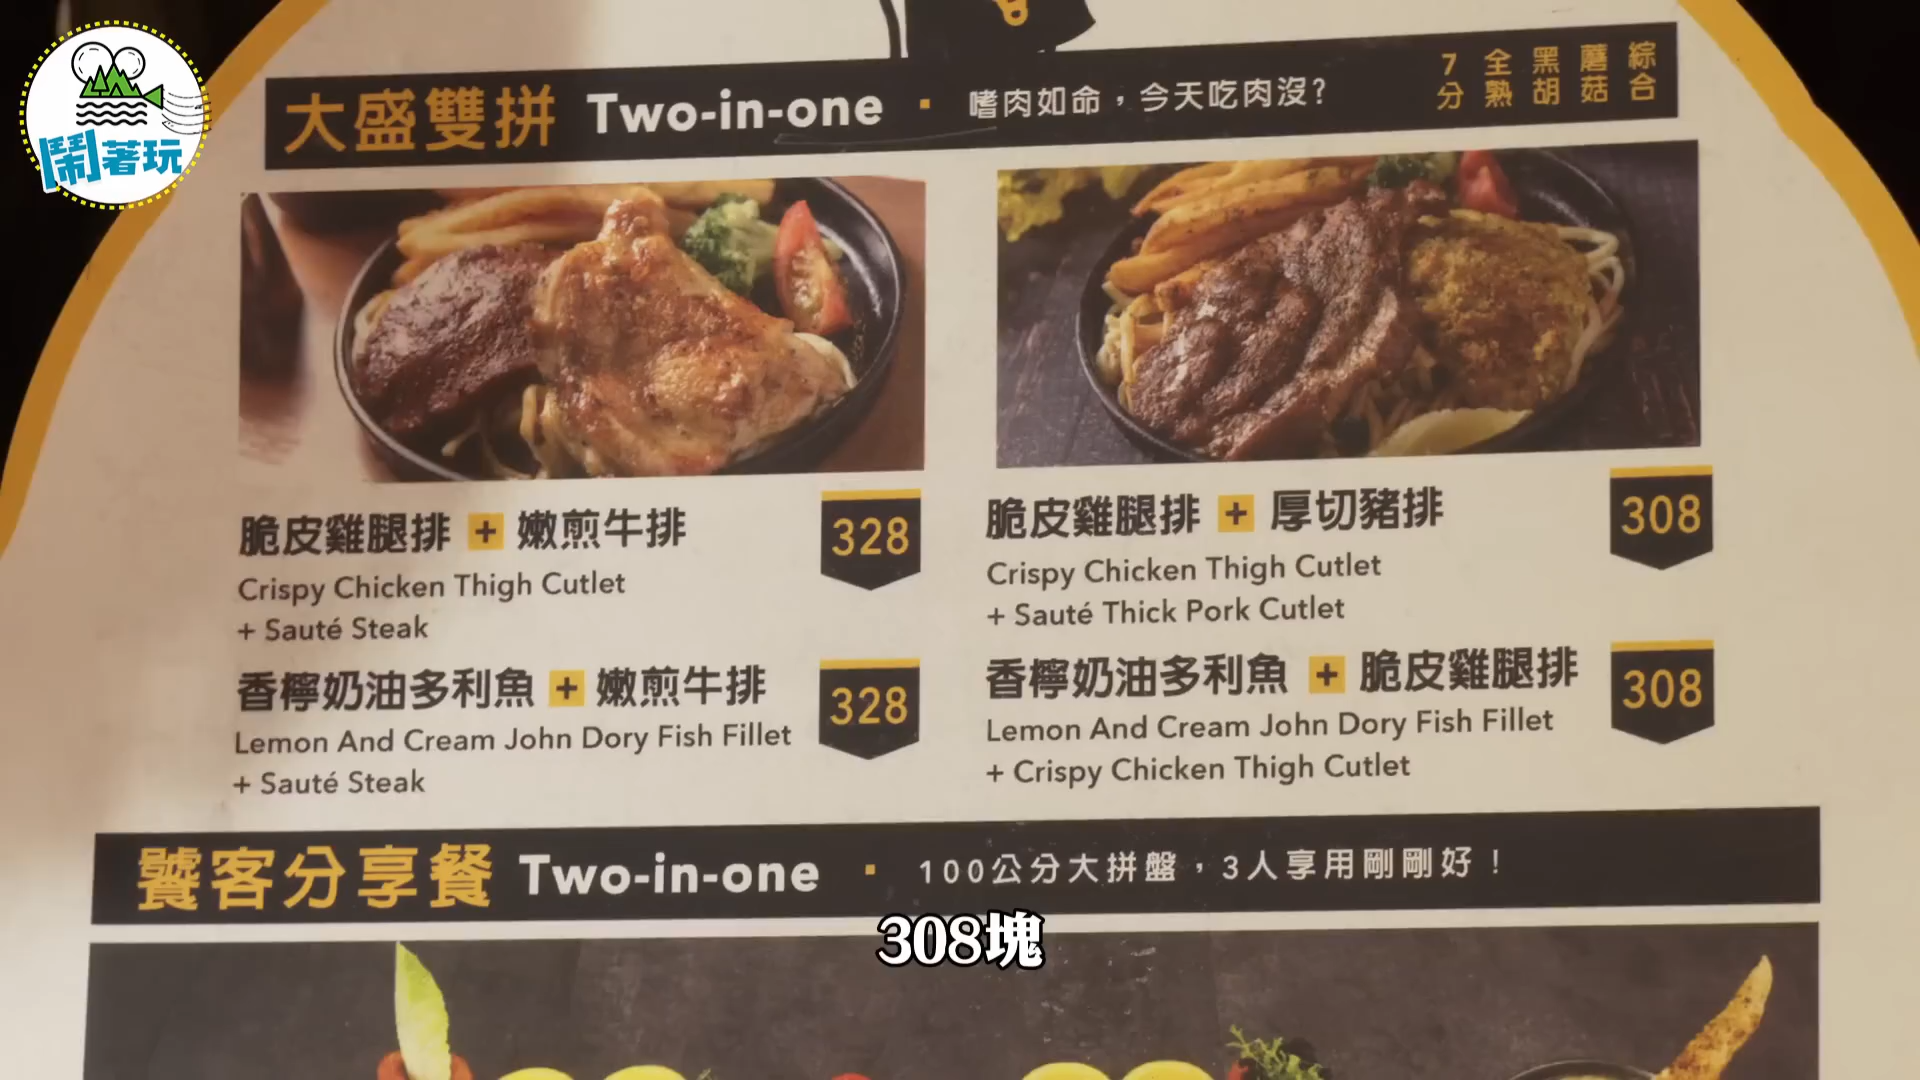 鬧著玩
大盛雙拼 Two-in-one · 嗜肉如命，今天吃肉沒?
7分 全熟 黑胡 蘑菇 綜合
脆皮雞腿排 + 嫩煎牛排 328
Crispy Chicken Thigh Cutlet
+ Sauté Steak
脆皮雞腿排 + 厚切豬排 308
Crispy Chicken Thigh Cutlet
+ Sauté Thick Pork Cutlet
香檸奶油多利魚 + 嫩煎牛排 328
Lemon And Cream John Dory Fish Fillet
+ Sauté Steak
香檸奶油多利魚 + 脆皮雞腿排 308
Lemon And Cream John Dory Fish Fillet
+ Crispy Chicken Thigh Cutlet
饕客分享餐 Two-in-one · 100公分大拼盤，3人享用剛剛好！
308塊